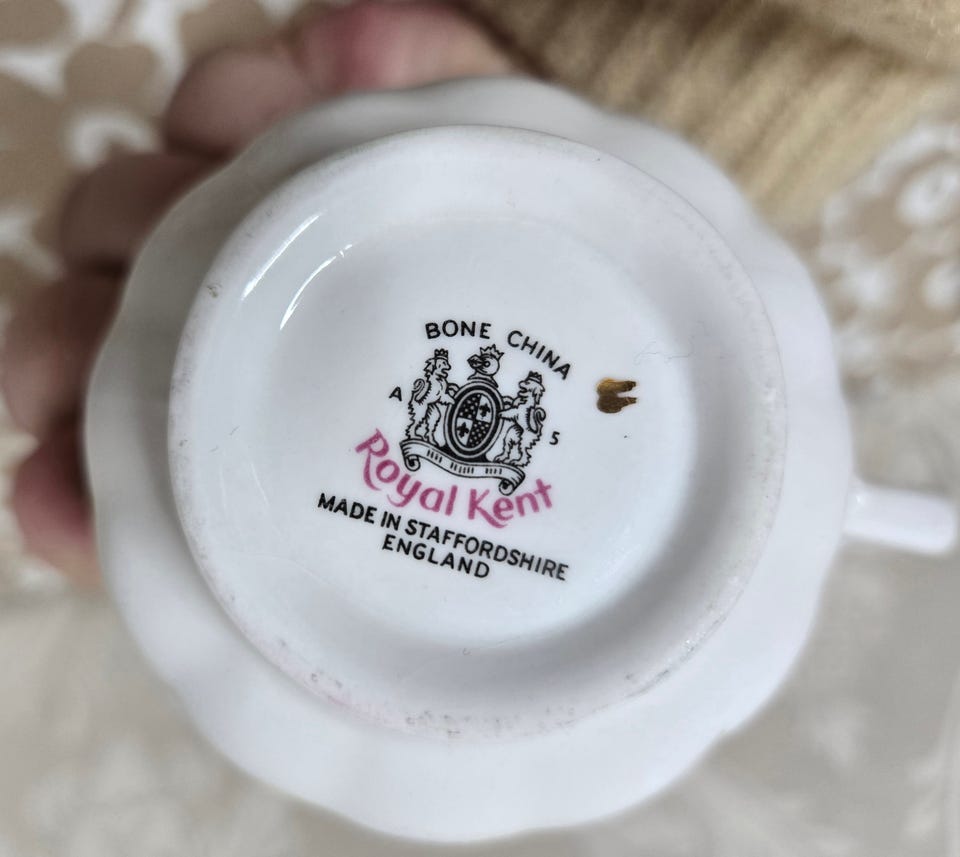 BONE CHINA
A 5
Royal Kent
MADE IN STAFFORDSHIRE
ENGLAND